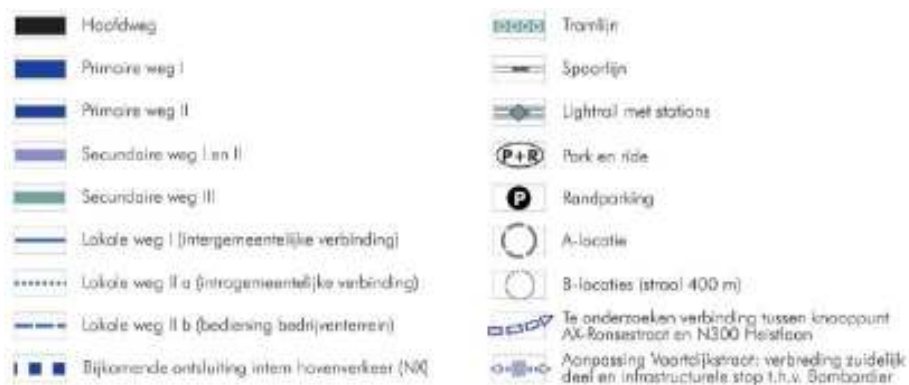 Hoofdweg
Primaire weg I
Primaire weg II
Secundaire weg I en II
Secundaire weg III
Lokale weg I (intergemeentelijke verbinding)
Lokale weg II a (intragemeentelijke verbinding)
Lokale weg II b (bediening bedrijventerrein)
Bijkomende ontsluiting intern havenverkeer (NX)
Tramlijn
Spoorlijn
Lightrail met stations
P+R Park en ride
P Randparking
A-locatie
B-locaties (straal 400 m)
Te onderzoeken verbinding tussen knooppunt
AX-Ronsestraat en N300 Heistlaan
Aanpassing Vaartdijkstraat: verbreding zuidelijk
deel en infrastructurele stop t.h.v. Bombardier